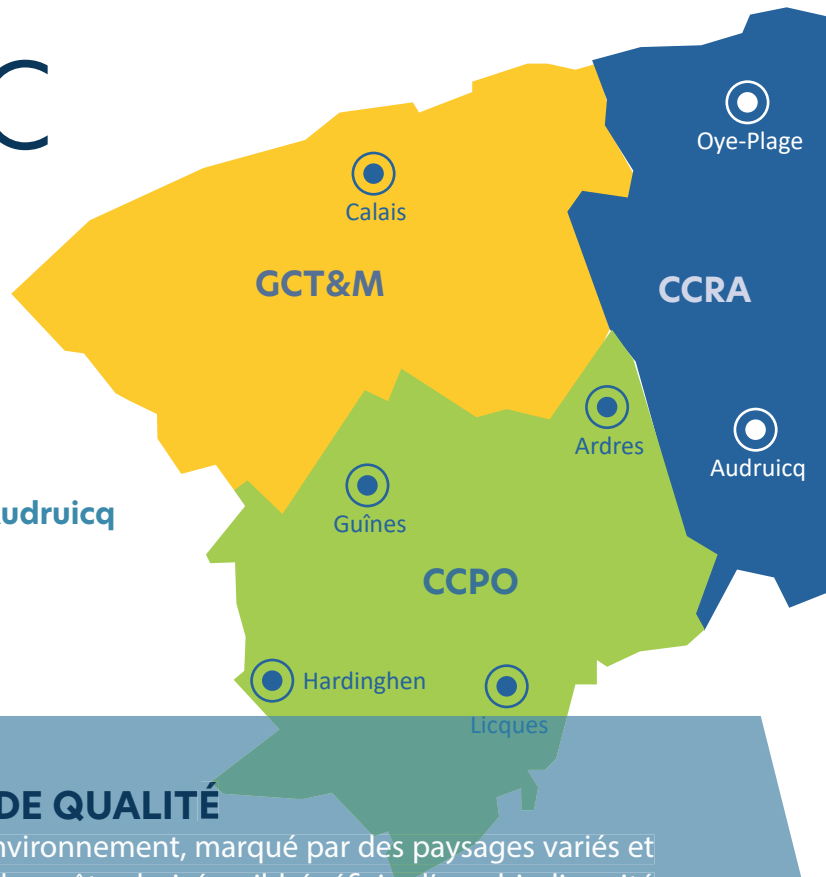 C
Oye-Plage
Calais
GCT&M
CCRA
Ardres
Audruicq
udruicq
Guînes
CCPO
Hardinghen
Licques
DE QUALITÉ
nvironnement, marqué par des paysages variés et